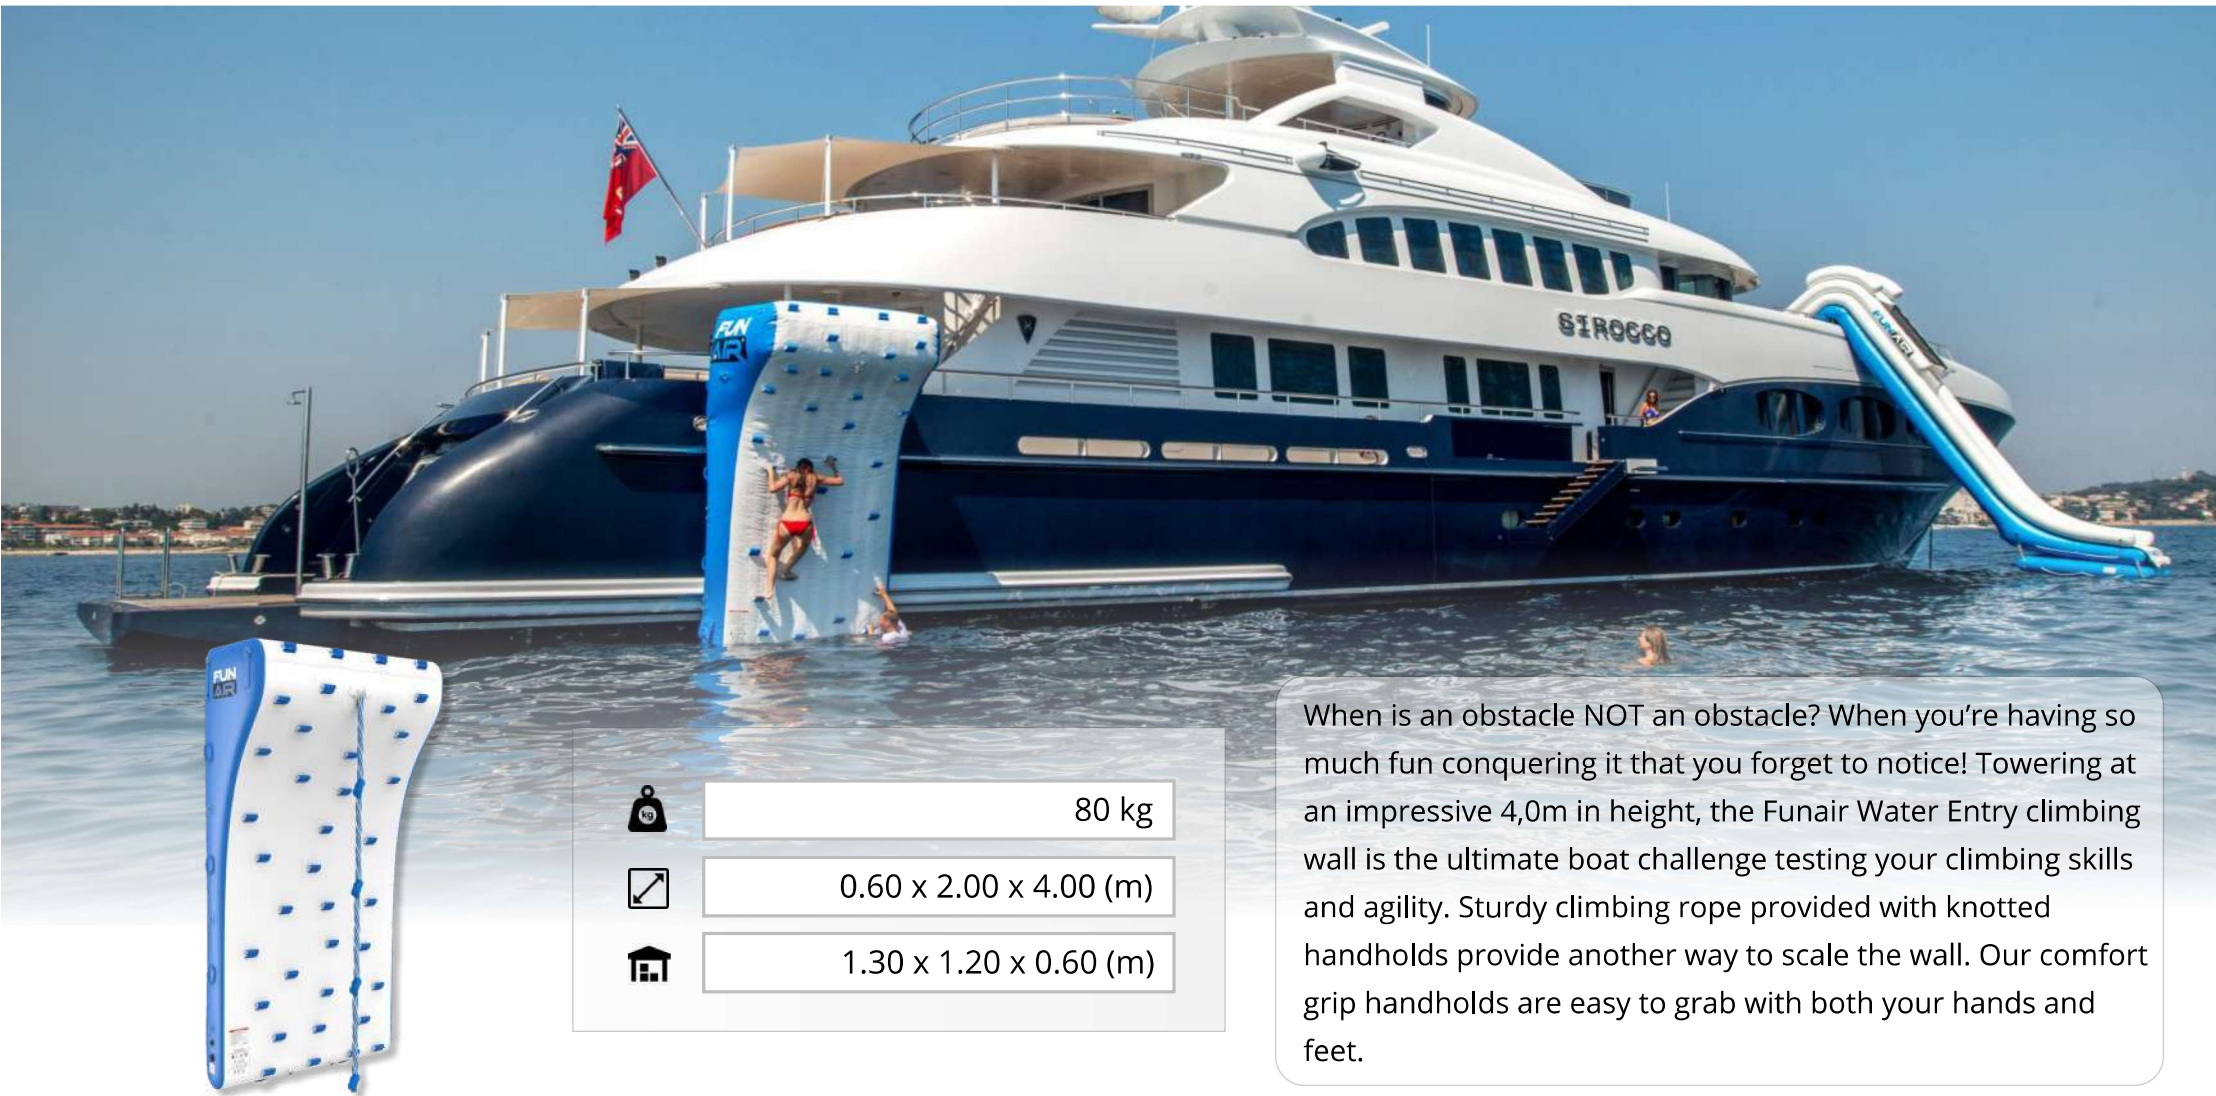 FUN
AIR
SIROCCO
FUNAIR
FUN
AIR
kg
80 kg
0.60 x 2.00 x 4.00 (m)
1.30 x 1.20 x 0.60 (m)
When is an obstacle NOT an obstacle? When you’re having so
much fun conquering it that you forget to notice! Towering at
an impressive 4,0m in height, the Funair Water Entry climbing
wall is the ultimate boat challenge testing your climbing skills
and agility. Sturdy climbing rope provided with knotted
handholds provide another way to scale the wall. Our comfort
grip handholds are easy to grab with both your hands and
feet.